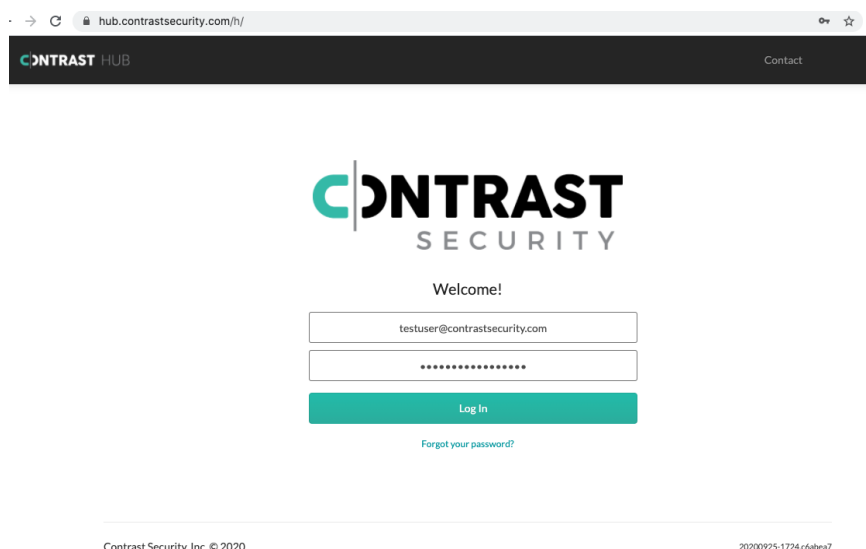 hub.contrastsecurity.com/h/
CONTRAST HUB
Contact
CONTRAST
SECURITY
Welcome!
testuser@contrastsecurity.com
•••••••••••••••••
Log In
Forgot your password?
Contrast Security, Inc. © 2020
20200925-1724.c6abea7